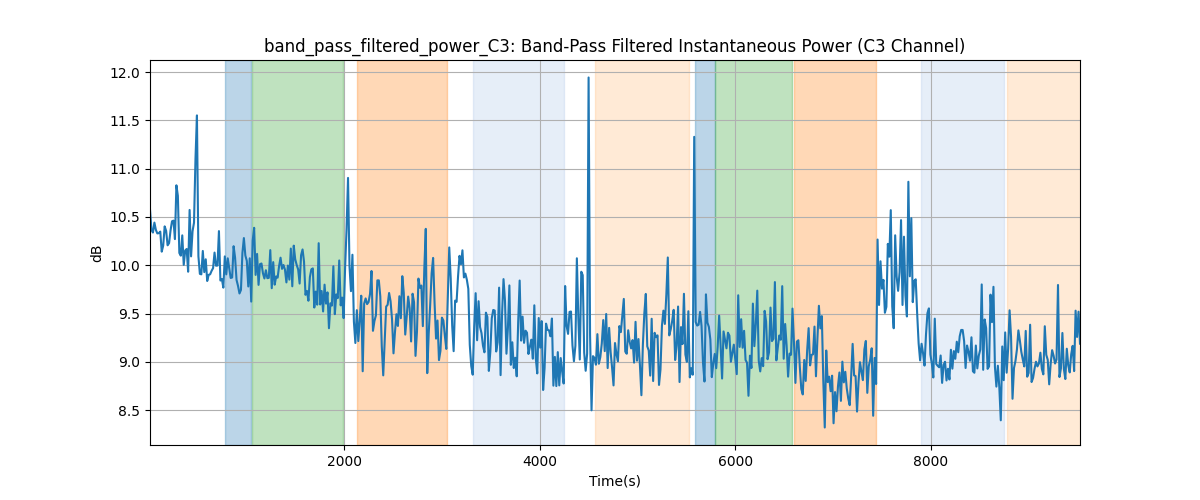 band_pass_filtered_power_C3: Band-Pass Filtered Instantaneous Power (C3 Channel)
12.0
11.5
11.0
10.5
10.0
9.5
9.0
8.5
dB
2000 4000 6000 8000
Time(s)